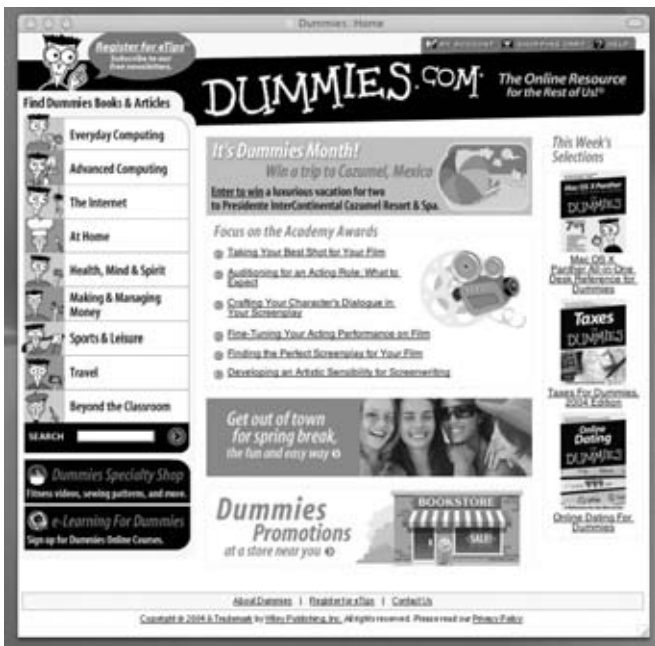 Dummies: Home
Register for eTips
Subscribe to our
free newsletters.
MY ACCOUNT
SHOPPING CART
HELP
DUMMIES.COM
The Online Resource
for the Rest of Us!®
Find Dummies Books & Articles
Everyday Computing
Advanced Computing
The Internet
At Home
Health, Mind & Spirit
Making & Managing
Money
Sports & Leisure
Travel
Beyond the Classroom
SEARCH
Dummies Specialty Shop
Fitness videos, sewing patterns, and more.
e-Learning For Dummies
Sign up for Dummies Online Courses.
It's Dummies Month!
Win a trip to Cozumel, Mexico
Enter to win a luxurious vacation for two
to Presidente InterContinental Cozumel Resort & Spa.
Focus on the Academy Awards
Taking Your Best Shot for Your Film
Auditioning for an Acting Role: What to
Expect
Crafting Your Character's Dialogue in
Your Screenplay
Fine-Tuning Your Acting Performance on Film
Finding the Perfect Screenplay for Your Film
Developing an Artistic Sensibility for Screenwriting
Get out of town
for spring break,
the fun and easy way
Dummies
Promotions
at a store near you
BOOKSTORE
SALE!
This Week's
Selections
Mac OS X Panther
DUMMIES
Mac OS X
Panther All-in-One
Desk Reference for
Dummies
Taxes
DUMMIES
Taxes For Dummies,
2004 Edition
Online
Dating
DUMMIES
Online Dating For
Dummies
About Dummies | Register for eTips | Contact Us
Copyright © 2004 & Trademark by Wiley Publishing, Inc. All rights reserved. Please read our Privacy Policy.